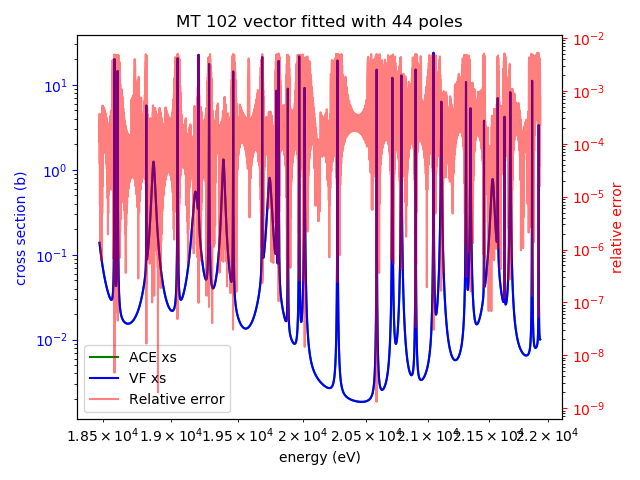 MT 102 vector fitted with 44 poles
cross section (b)
10¹
10⁰
10⁻¹
10⁻²
relative error
10⁻²
10⁻³
10⁻⁴
10⁻⁵
10⁻⁶
10⁻⁷
10⁻⁸
10⁻⁹
ACE xs
VF xs
Relative error
1.85 × 10⁴ 1.9 × 10⁴ 1.95 × 10⁴ 2 × 10⁴ 2.05 × 10⁴ 2.1 × 10⁴ 2.15 × 10⁴ 2.2 × 10⁴
energy (eV)